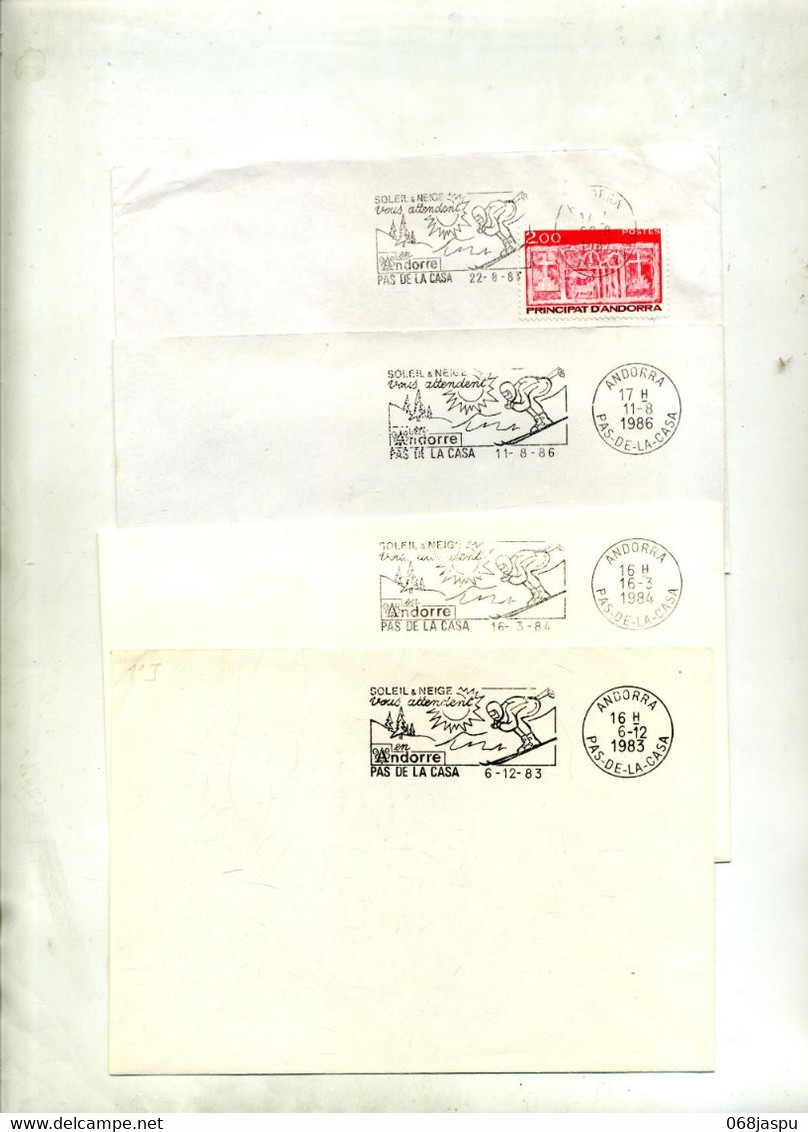 SOLEIL & NEIGE
vous attendent
en
Andorre
PAS DE LA CASA
2.00 POSTES
PRINCIPAT D'ANDORRA
SOLEIL & NEIGE
vous attendent
en
Andorre
PAS DE LA CASA 11-8-86
ANDORRA
17 H
11-8
1986
PAS-DE-LA-CASA
SOLEIL & NEIGE
vous attendent
en
Andorre
PAS DE LA CASA 16-3-84
ANDORRA
16 H
16-3
1984
PAS-DE-LA-CASA
SOLEIL & NEIGE
vous attendent
en
Andorre
PAS DE LA CASA 6-12-83
ANDORRA
16 H
6-12
1983
PAS-DE-LA-CASA
delcampe.net
068jaspu